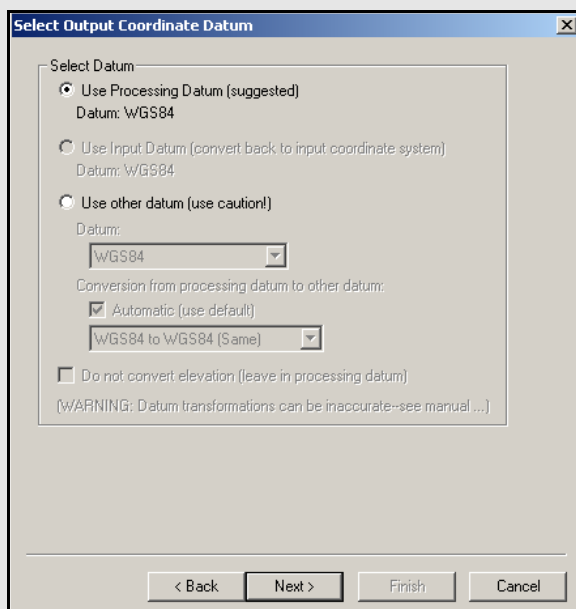 Select Output Coordinate Datum
Select Datum
Use Processing Datum (suggested)
Datum: WGS84
Use Input Datum (convert back to input coordinate system)
Datum: WGS84
Use other datum (use caution!)
Datum:
WGS84
Conversion from processing datum to other datum:
Automatic (use default)
WGS84 to WGS84 (Same)
Do not convert elevation (leave in processing datum)
(WARNING: Datum transformations can be inaccurate--see manual ...)
< Back Next > Finish Cancel